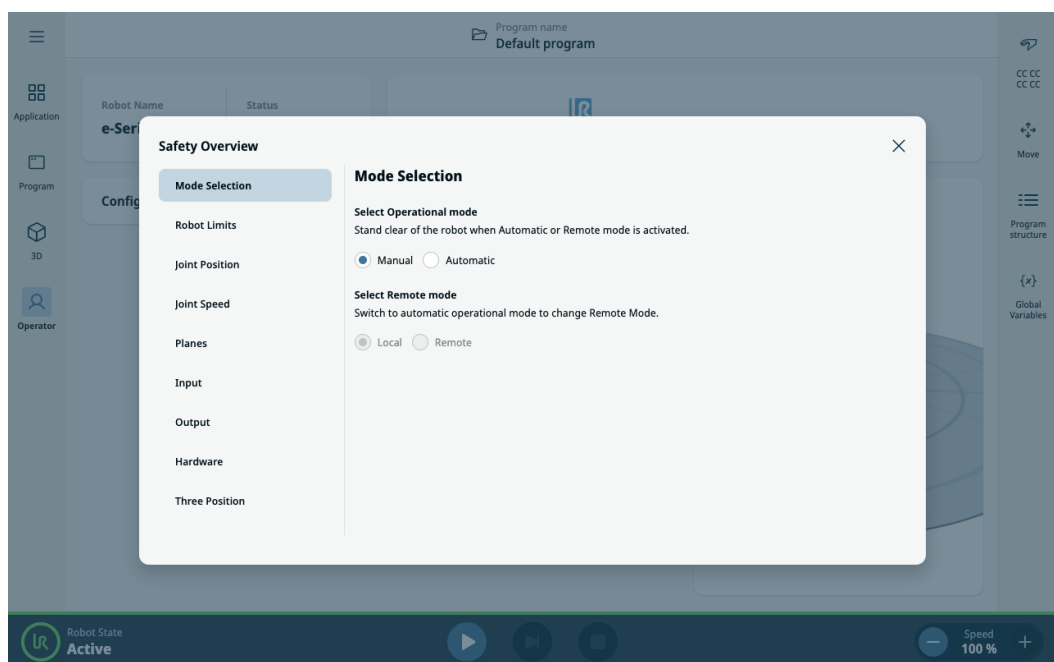 Program name
Default program
CC CC
CC CC
Application
Robot Name
Status
e-Seri
Safety Overview
Mode Selection
Robot Limits
Joint Position
Joint Speed
Planes
Input
Output
Hardware
Three Position
Mode Selection
Select Operational mode
Stand clear of the robot when Automatic or Remote mode is activated.
Manual
Automatic
Select Remote mode
Switch to automatic operational mode to change Remote Mode.
Local
Remote
Program
Config
3D
Operator
Move
Program
structure
{x}
Global
Variables
UR
Robot State
Active
Speed
100 %